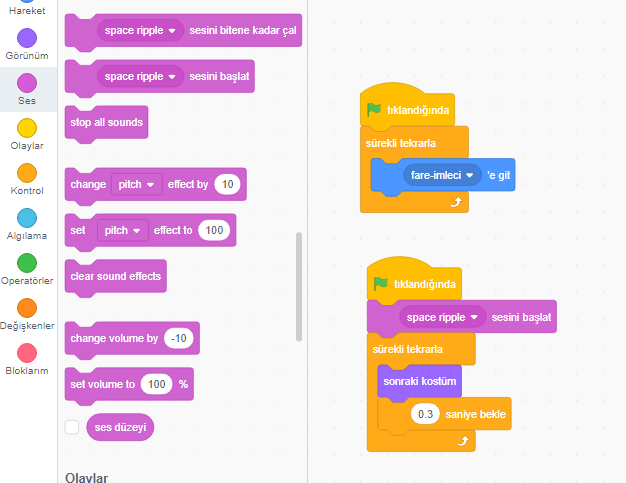 Hareket
Görünüm
Ses
Olaylar
Kontrol
Algılama
Operatörler
Değişkenler
Bloklarım
space ripple sesini bitene kadar çal
space ripple sesini başlat
stop all sounds
change pitch effect by 10
set pitch effect to 100
clear sound effects
change volume by -10
set volume to 100 %
ses düzeyi
Olaylar
tıklandığında
sürekli tekrarla
fare-imleci 'e git
tıklandığında
space ripple sesini başlat
sürekli tekrarla
sonraki kostüm
0.3 saniye bekle